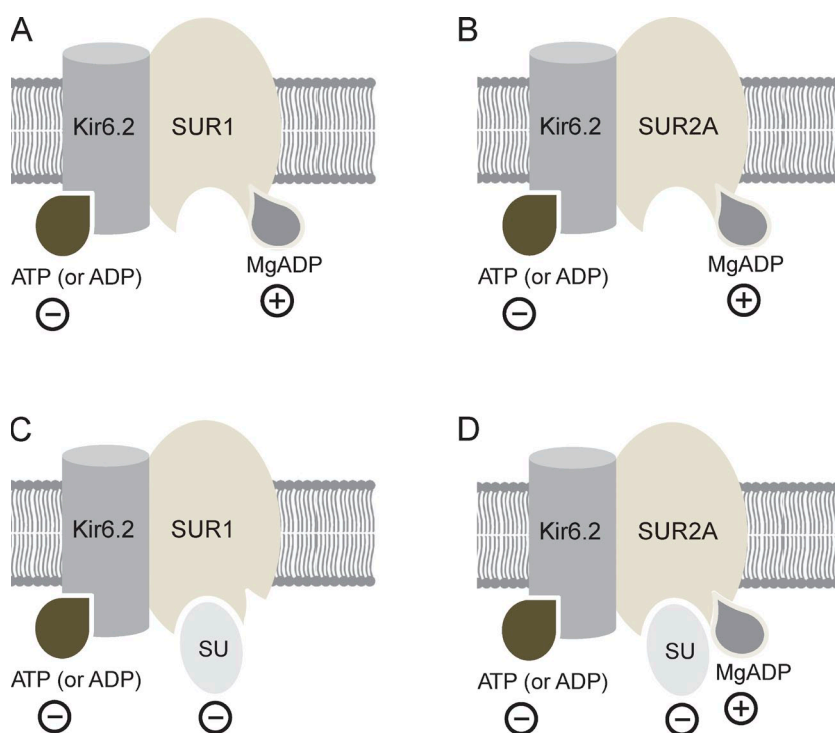 A
Kir6.2
SUR1
ATP (or ADP)
−
MgADP
+
B
Kir6.2
SUR2A
ATP (or ADP)
−
MgADP
+
C
Kir6.2
SUR1
SU
ATP (or ADP)
−
−
D
Kir6.2
SUR2A
SU
MgADP
ATP (or ADP)
−
−
+